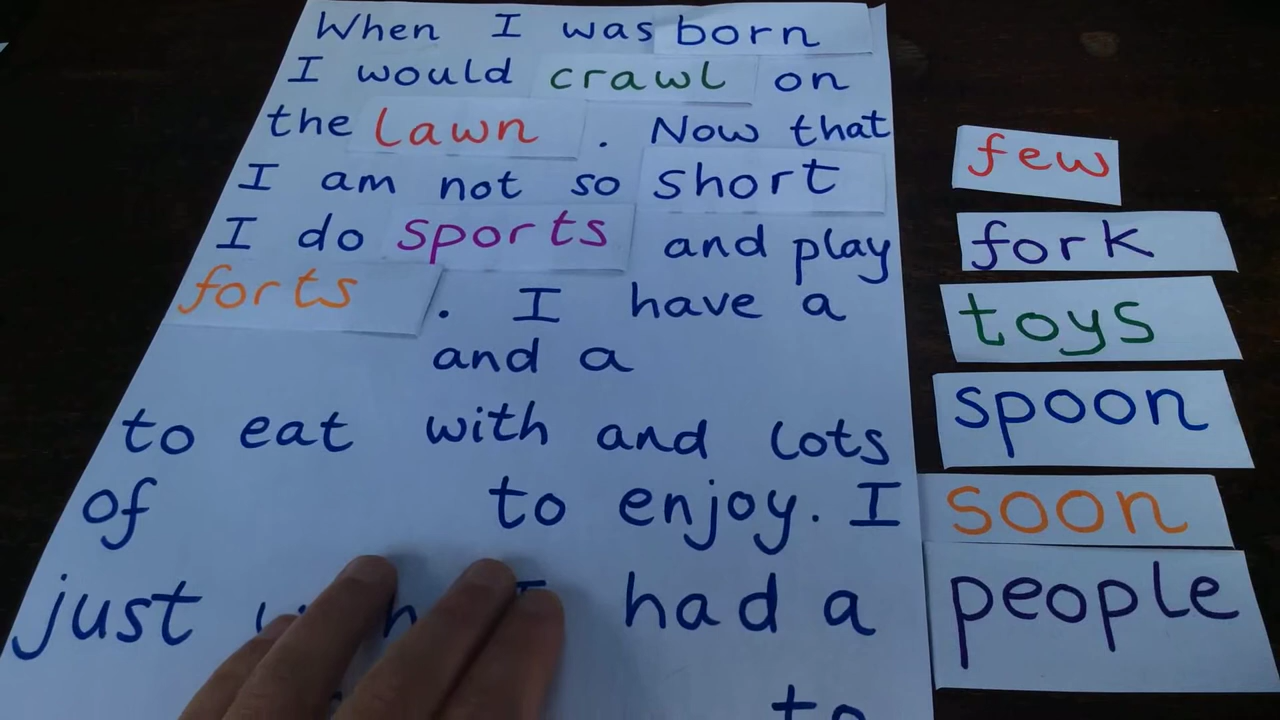 When I was born
I would crawl on
the lawn. Now that
I am not so short
I do sports and play
forts. I have a
and a
to eat with and lots
of to enjoy. I
just had a
to
few
fork
toys
spoon
soon
people